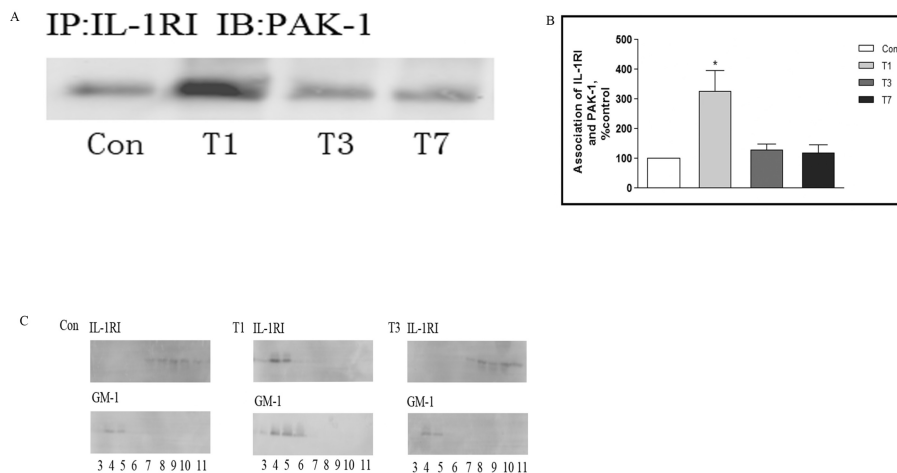 A
IP:IL-1RI IB:PAK-1
Con T1 T3 T7
B
500
400
300
200
100
0
Association of IL-1RI
and PAK-1,
%control
*
Con
T1
T3
T7
C
Con IL-1RI
T1 IL-1RI
T3 IL-1RI
GM-1
GM-1
GM-1
3 4 5 6 7 8 9 10 11
3 4 5 6 7 8 9 10 11
3 4 5 6 7 8 9 10 11